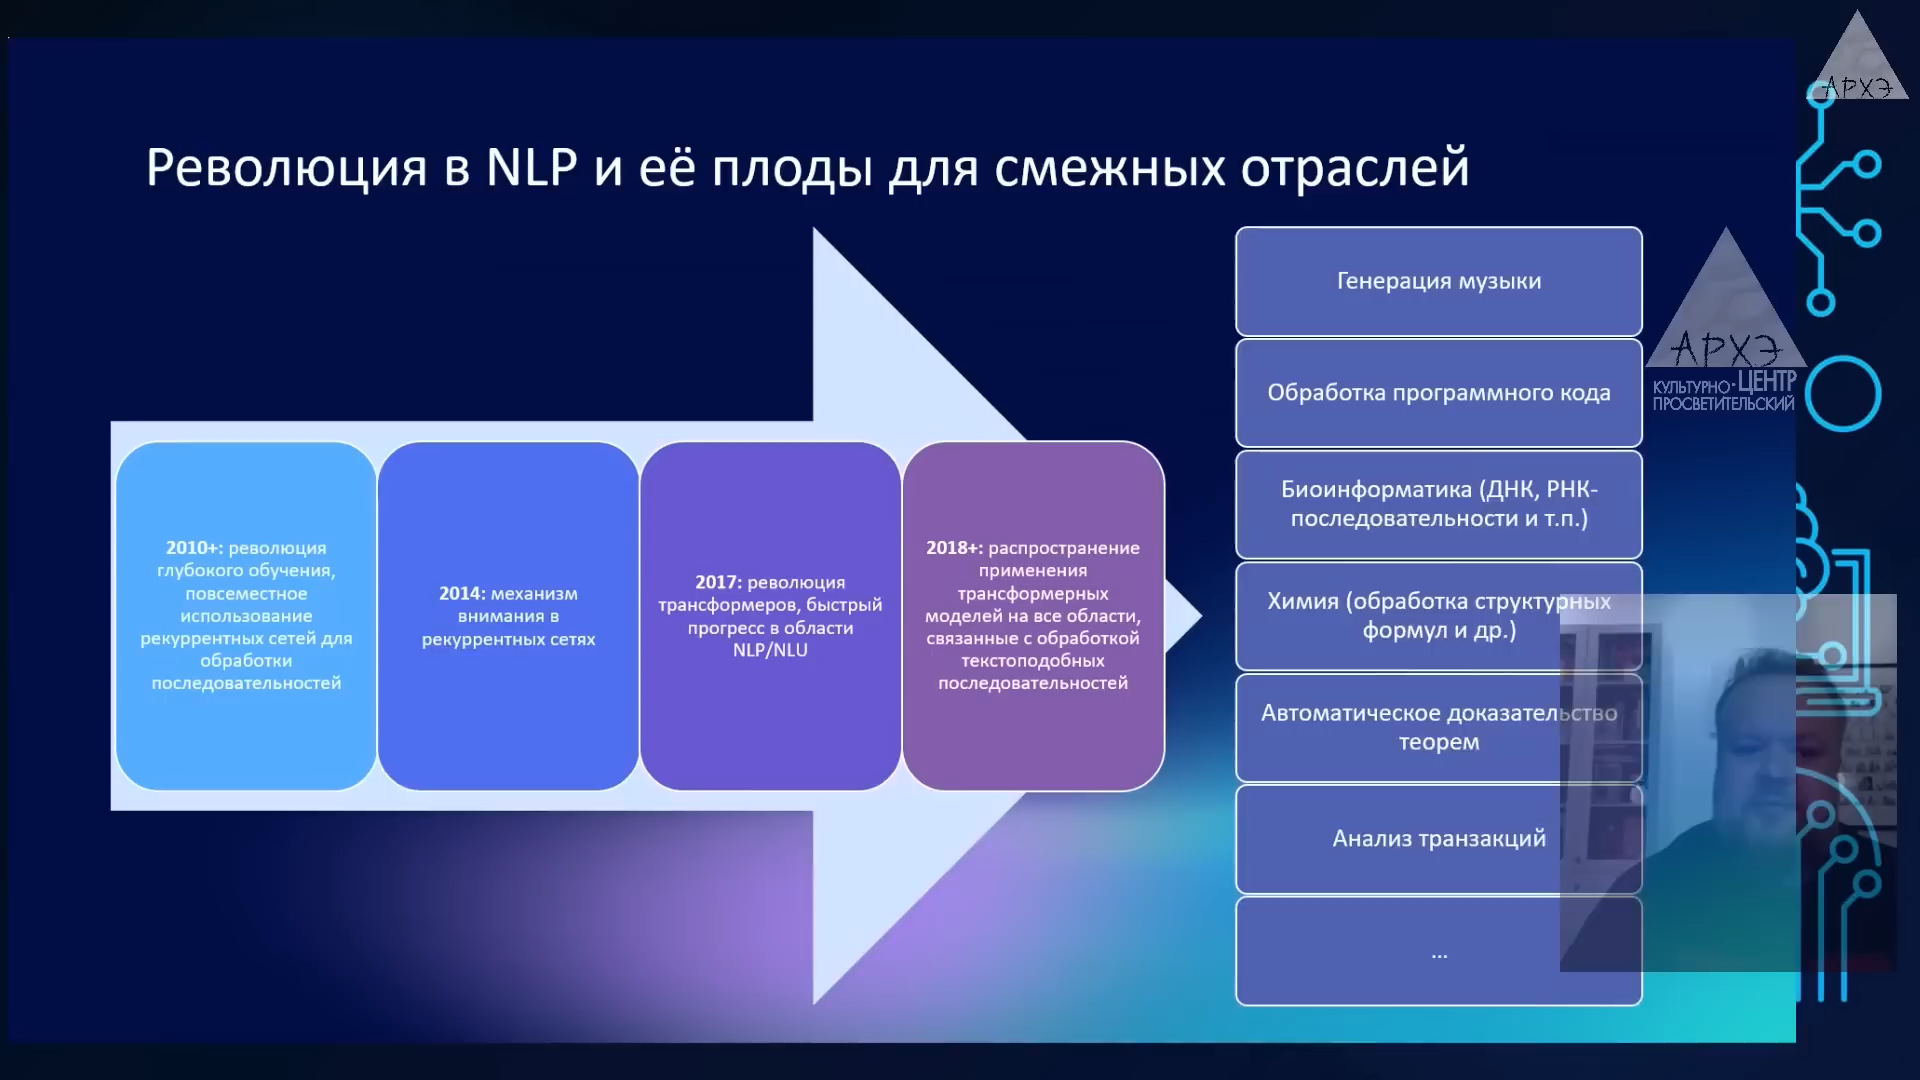 АРХЭ
Революция в NLP и её плоды для смежных отраслей
АРХЭ
КУЛЬТУРНО-ЦЕНТР
ПРОСВЕТИТЕЛЬСКИЙ
2010+: революция
глубокого обучения,
повсеместное
использование
рекуррентных сетей для
обработки
последовательностей
2014: механизм
внимания в
рекуррентных сетях
2017: революция
трансформеров, быстрый
прогресс в области
NLP/NLU
2018+: распространение
применения
трансформерных
моделей на все области,
связанные с обработкой
текстоподобных
последовательностей
Генерация музыки
Обработка программного кода
Биоинформатика (ДНК, РНК-
последовательности и т.п.)
Химия (обработка структурных
формул и др.)
Автоматическое доказательство
теорем
Анализ транзакций
...